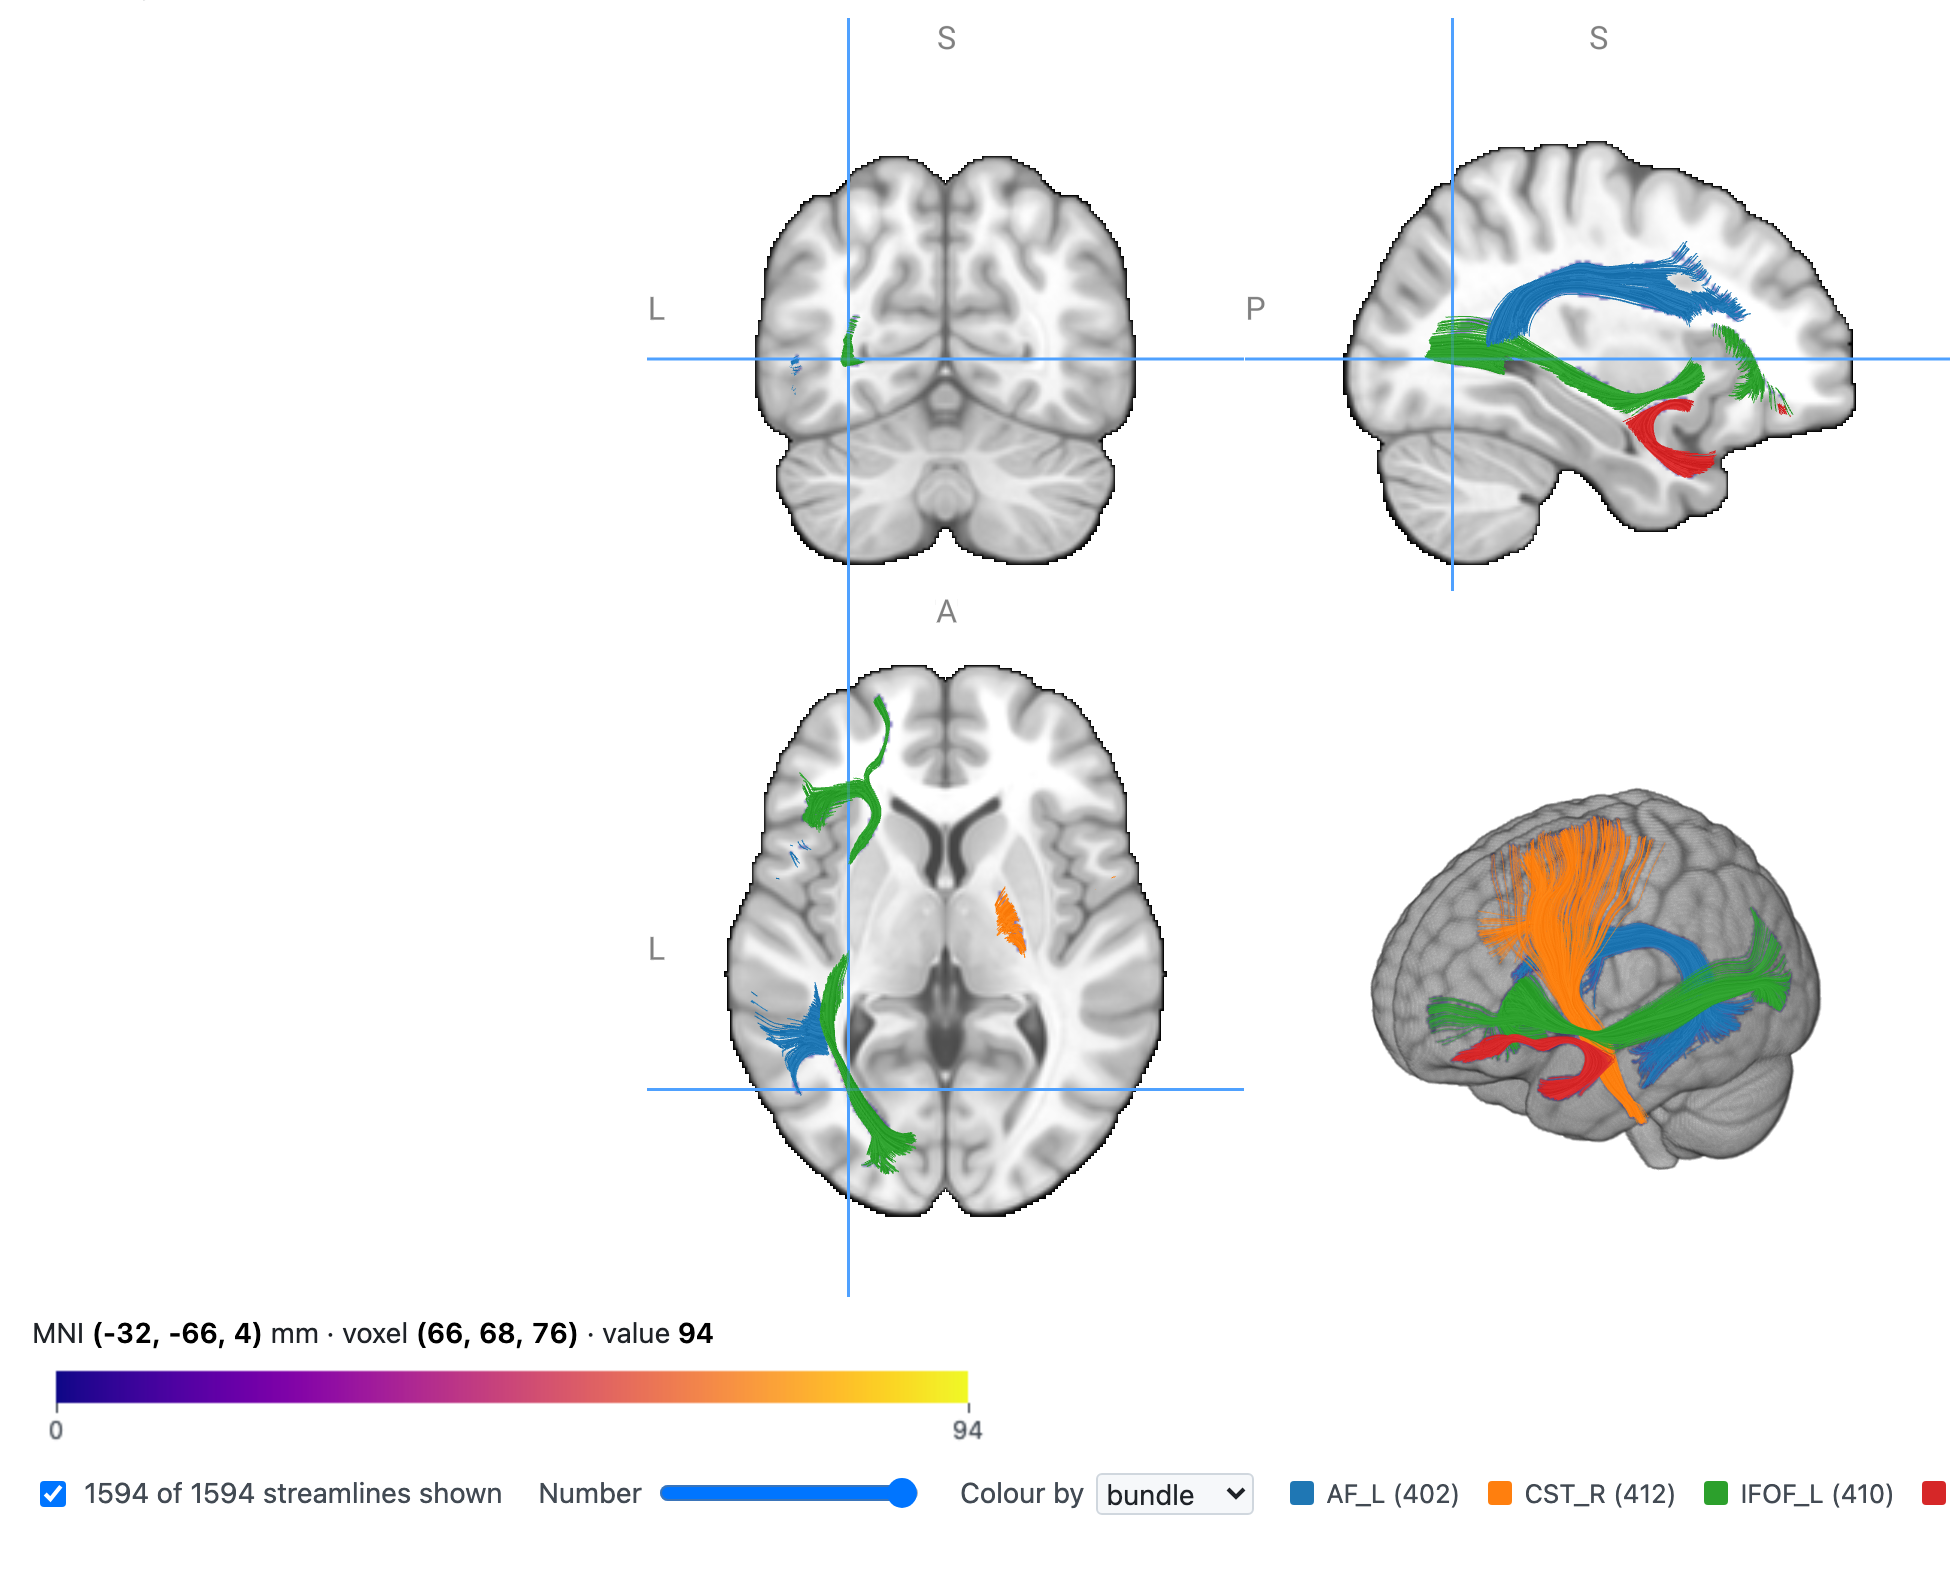 S
S
L
P
A
L
MNI (-32, -66, 4) mm · voxel (66, 68, 76) · value 94
0
94
1594 of 1594 streamlines shown Number Colour by bundle AF_L (402) CST_R (412) IFOF_L (410)